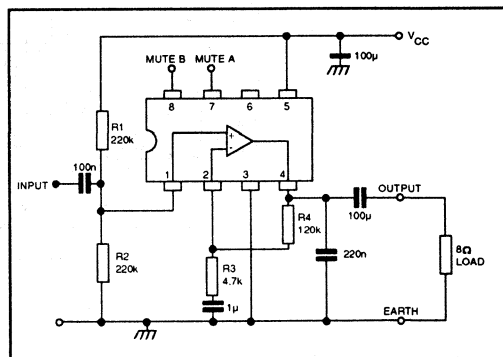 VCC
100µ
MUTE B
MUTE A
8
7
6
5
R1
220k
100n
+
-
INPUT
1
2
3
4
R4
120k
100µ
OUTPUT
R2
220k
R3
4.7k
1µ
220n
8Ω
LOAD
EARTH